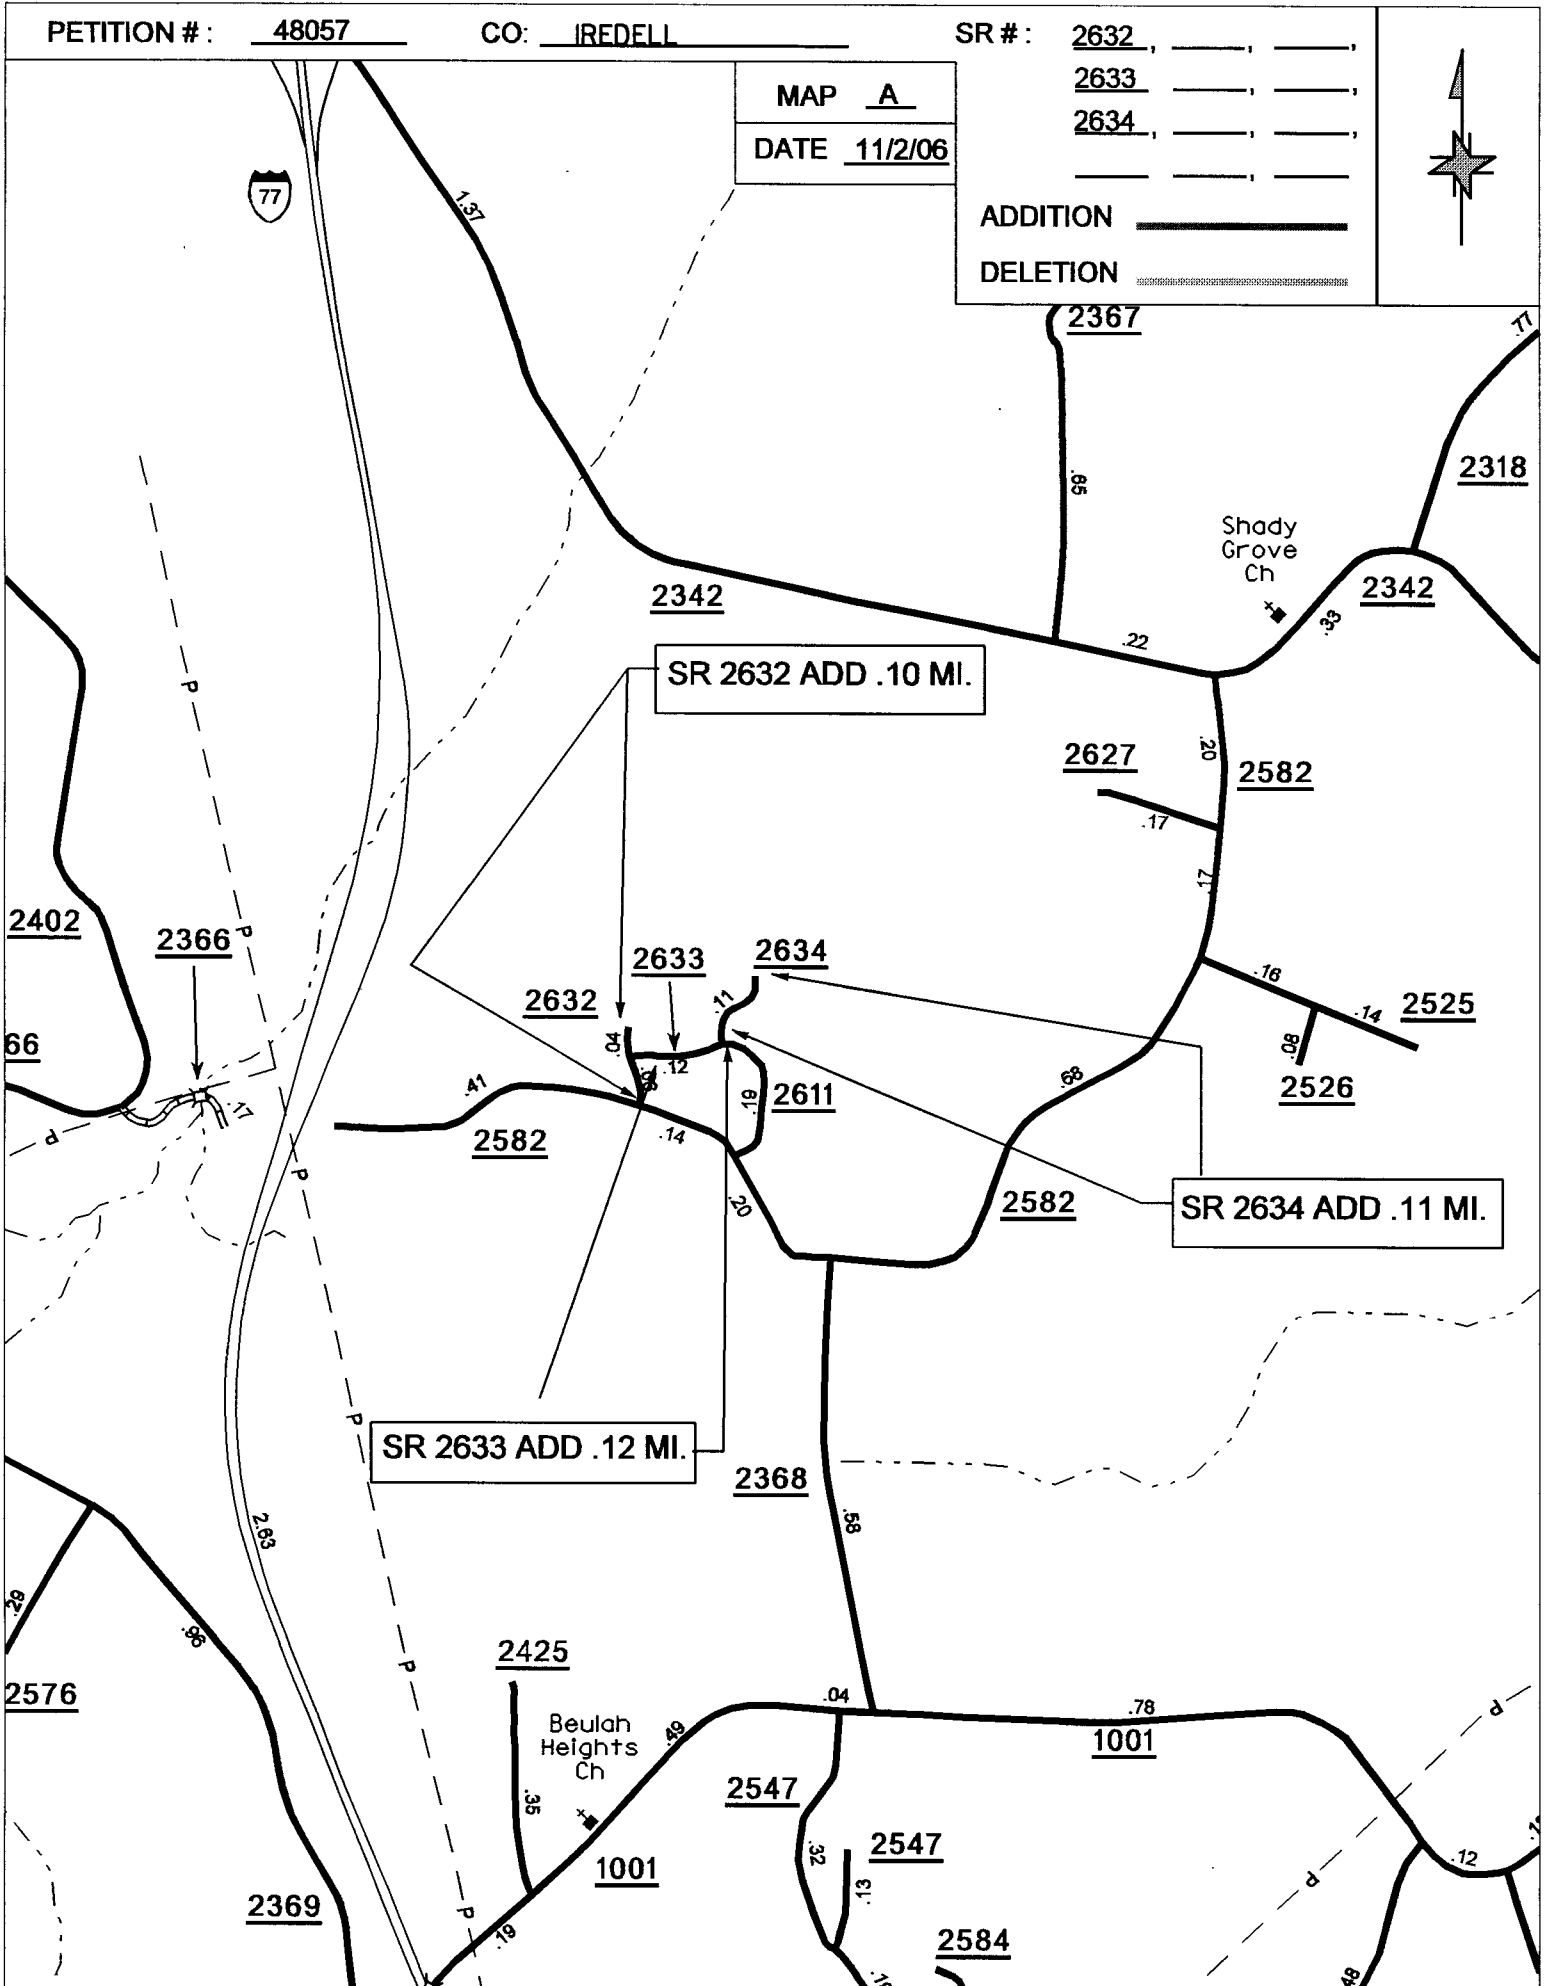 PETITION # : 48057 CO: IREDELL SR # : 2632 , , ,
2633 , ,
2634 , , ,
MAP A
DATE 11/2/06
ADDITION
DELETION
77
1.37
2367
.77
.65
2318
Shady
Grove
Ch
2342
2342
.22
.33
SR 2632 ADD .10 MI.
P
2627
.20
2582
.17
.17
2402
2366
P
2633
2634
.16
2632
.11
.14
2525
66
.04
.12
.06
.08
.41
.68
2526
.17
.19
2611
P
2582
.14
P
.20
2582
SR 2634 ADD .11 MI.
P
SR 2633 ADD .12 MI.
2368
2.63
.58
.29
.96
2425
P
2576
.04
.78
P
Beulah
Heights
Ch
.49
1001
2547
.35
.32
2547
.12
1001
.13
P
2369
P
.19
2584
.48